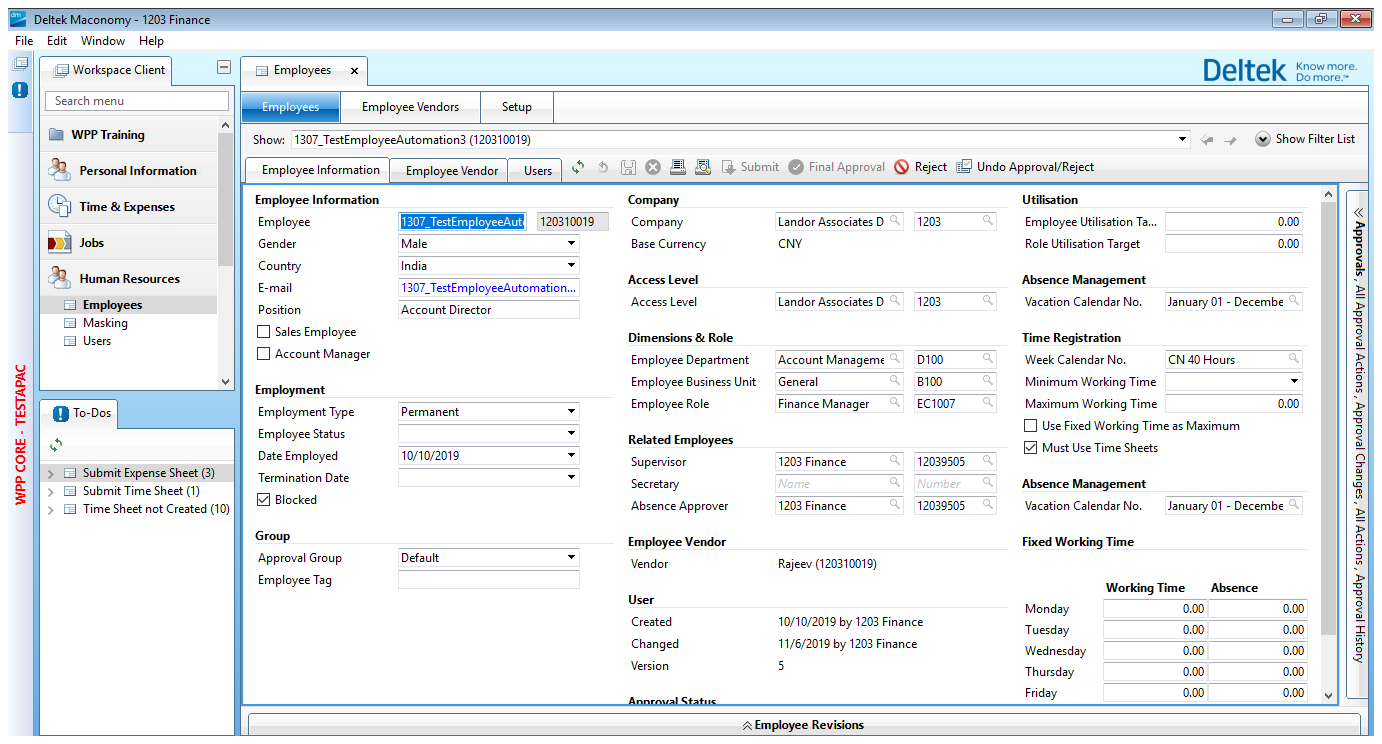 Deltek Maconomy - 1203 Finance
File Edit Window Help
Workspace Client
Search menu
WPP Training
Personal Information
Time & Expenses
Jobs
Human Resources
Employees
Masking
Users
To-Dos
Submit Expense Sheet (3)
Submit Time Sheet (1)
Time Sheet not Created (10)
WPP CORE - TESTAPAC
Employees
Deltek Know more.
Do more.™
Employees Employee Vendors Setup
Show: 1307_TestEmployeeAutomation3 (120310019) Show Filter List
Employee Information Employee Vendor Users Submit Final Approval Reject Undo Approval/Reject
Employee Information
Employee 1307_TestEmployeeAut 120310019
Gender Male
Country India
E-mail 1307_TestEmployeeAutomation...
Position Account Director
Sales Employee
Account Manager
Employment
Employment Type Permanent
Employee Status
Date Employed 10/10/2019
Termination Date
Blocked
Group
Approval Group Default
Employee Tag
Company
Company Landor Associates D 1203
Base Currency CNY
Access Level
Access Level Landor Associates D 1203
Dimensions & Role
Employee Department Account Manageme D100
Employee Business Unit General B100
Employee Role Finance Manager EC1007
Related Employees
Supervisor 1203 Finance 12039505
Secretary Name Number
Absence Approver 1203 Finance 12039505
Employee Vendor
Vendor Rajeev (120310019)
User
Created 10/10/2019 by 1203 Finance
Changed 11/6/2019 by 1203 Finance
Version 5
Approval Status
Utilisation
Employee Utilisation Ta... 0.00
Role Utilisation Target 0.00
Absence Management
Vacation Calendar No. January 01 - Decembe
Time Registration
Week Calendar No. CN 40 Hours
Minimum Working Time
Maximum Working Time 0.00
Use Fixed Working Time as Maximum
Must Use Time Sheets
Absence Management
Vacation Calendar No. January 01 - Decembe
Fixed Working Time
Working Time Absence
Monday 0.00 0.00
Tuesday 0.00 0.00
Wednesday 0.00 0.00
Thursday 0.00 0.00
Friday 0.00 0.00
Approvals, All Approval Actions, Approval Changes, All Actions, Approval History
Employee Revisions